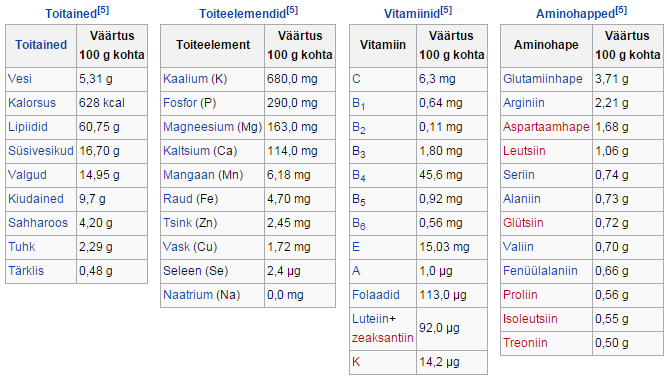 Toitained[5]
Toitained Väärtus
100 g kohta
Vesi 5,31 g
Kalorsus 628 kcal
Lipiidid 60,75 g
Süsivesikud 16,70 g
Valgud 14,95 g
Kiudained 9,7 g
Sahharoos 4,20 g
Tuhk 2,29 g
Tärklis 0,48 g
Toiteelemendid[5]
Toiteelement Väärtus
100 g kohta
Kaalium (K) 680,0 mg
Fosfor (P) 290,0 mg
Magneesium (Mg) 163,0 mg
Kaltsium (Ca) 114,0 mg
Mangaan (Mn) 6,18 mg
Raud (Fe) 4,70 mg
Tsink (Zn) 2,45 mg
Vask (Cu) 1,72 mg
Seleen (Se) 2,4 µg
Naatrium (Na) 0,0 mg
Vitamiinid[5]
Vitamiin Väärtus
100 g kohta
C 6,3 mg
B1 0,64 mg
B2 0,11 mg
B3 1,80 mg
B4 45,6 mg
B5 0,92 mg
B6 0,56 mg
E 15,03 mg
A 1,0 µg
Folaadid 113,0 µg
Luteiin+
zeaksantiin 92,0 µg
K 14,2 µg
Aminohapped[5]
Aminohape Väärtus
100 g kohta
Glutamiinhape 3,71 g
Arginiin 2,21 g
Aspartaamhape 1,68 g
Leutsiin 1,06 g
Seriin 0,74 g
Alaniin 0,73 g
Glütsiin 0,72 g
Valiin 0,70 g
Fenüülalaniin 0,66 g
Proliin 0,56 g
Isoleutsiin 0,55 g
Treoniin 0,50 g